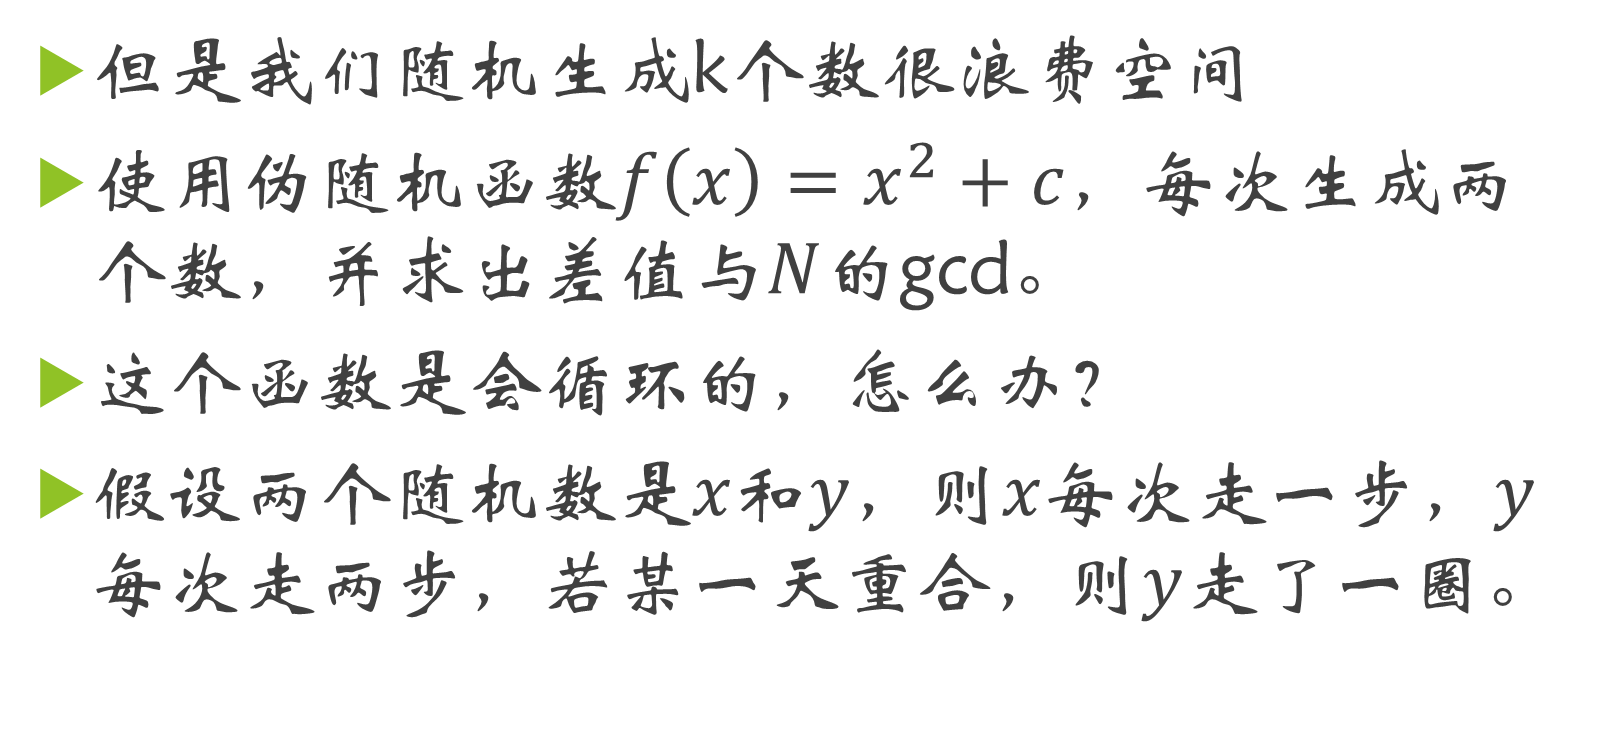 但是我们随机生成k个数很浪费空间
使用伪随机函数f(x) = x² + c，每次生成两
个数，并求出差值与N的gcd。
这个函数是会循环的，怎么办？
假设两个随机数是x和y，则x每次走一步，y
每次走两步，若某一天重合，则y走了一圈。